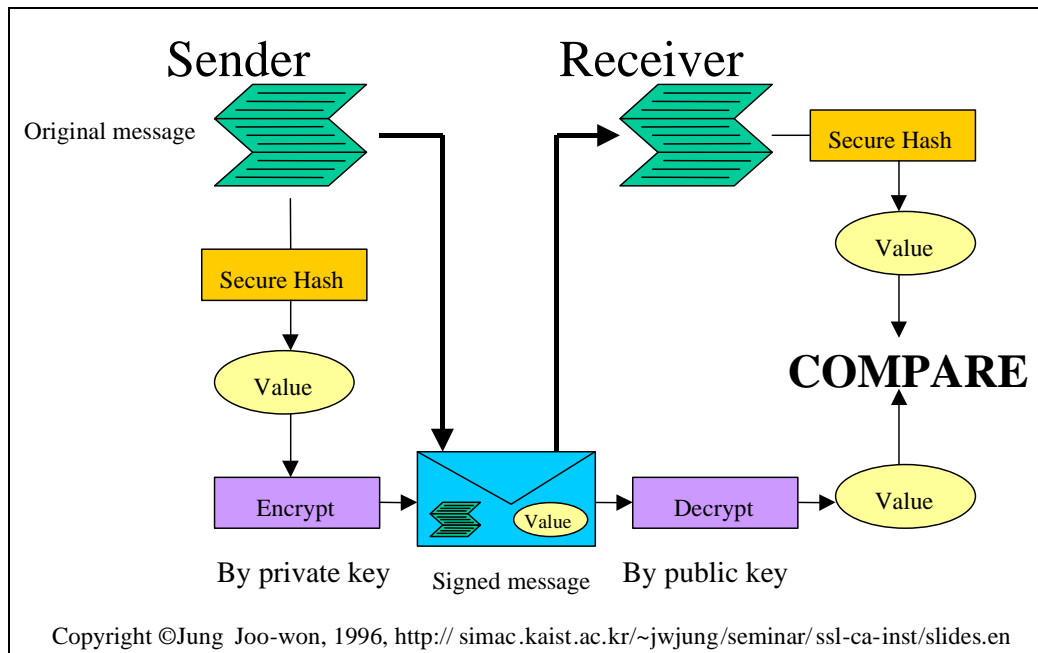 Sender
Receiver
Original message
Secure Hash
Secure Hash
Value
Value
COMPARE
Encrypt
Value
Decrypt
Value
By private key
Signed message
By public key
Copyright ©Jung Joo-won, 1996, http:// simac.kaist.ac.kr/~jwjung/seminar/ ssl-ca-inst/slides.en